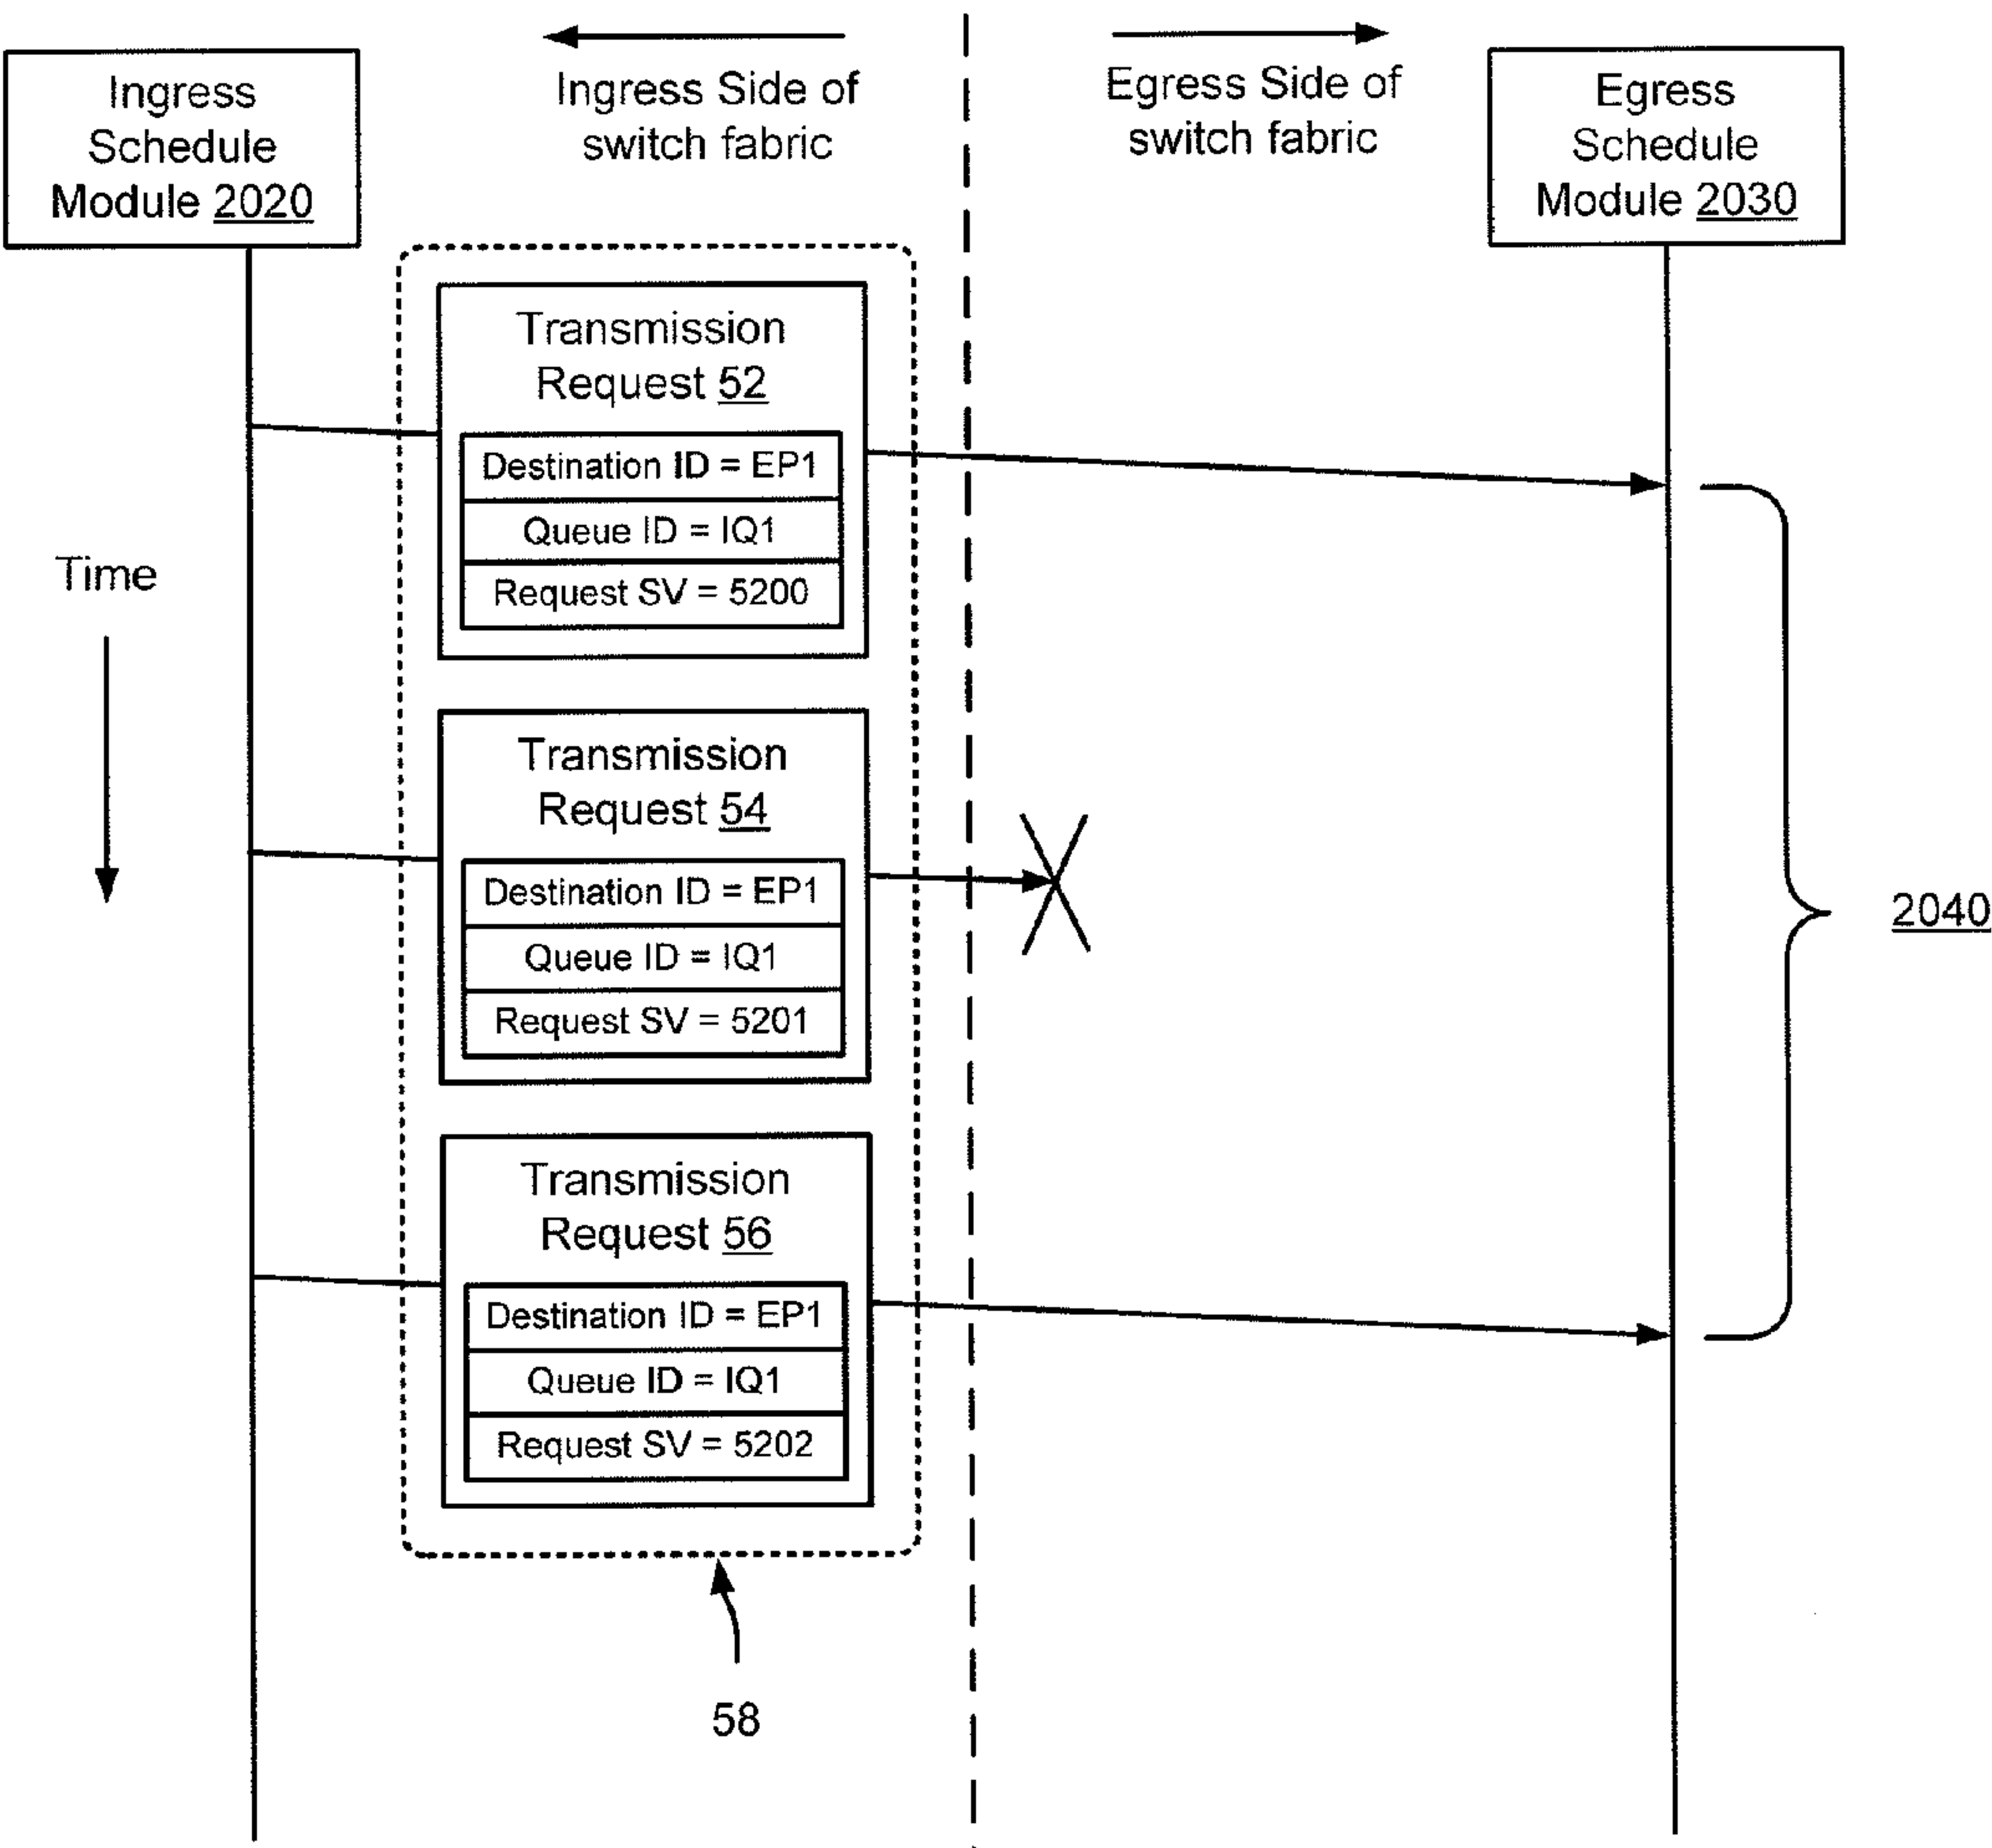 Ingress
Schedule
Module 2020
Ingress Side of
switch fabric
Egress Side of
switch fabric
Egress
Schedule
Module 2030
Time
Transmission
Request 52
Destination ID = EP1
Queue ID = IQ1
Request SV = 5200
Transmission
Request 54
Destination ID = EP1
Queue ID = IQ1
Request SV = 5201
Transmission
Request 56
Destination ID = EP1
Queue ID = IQ1
Request SV = 5202
2040
58